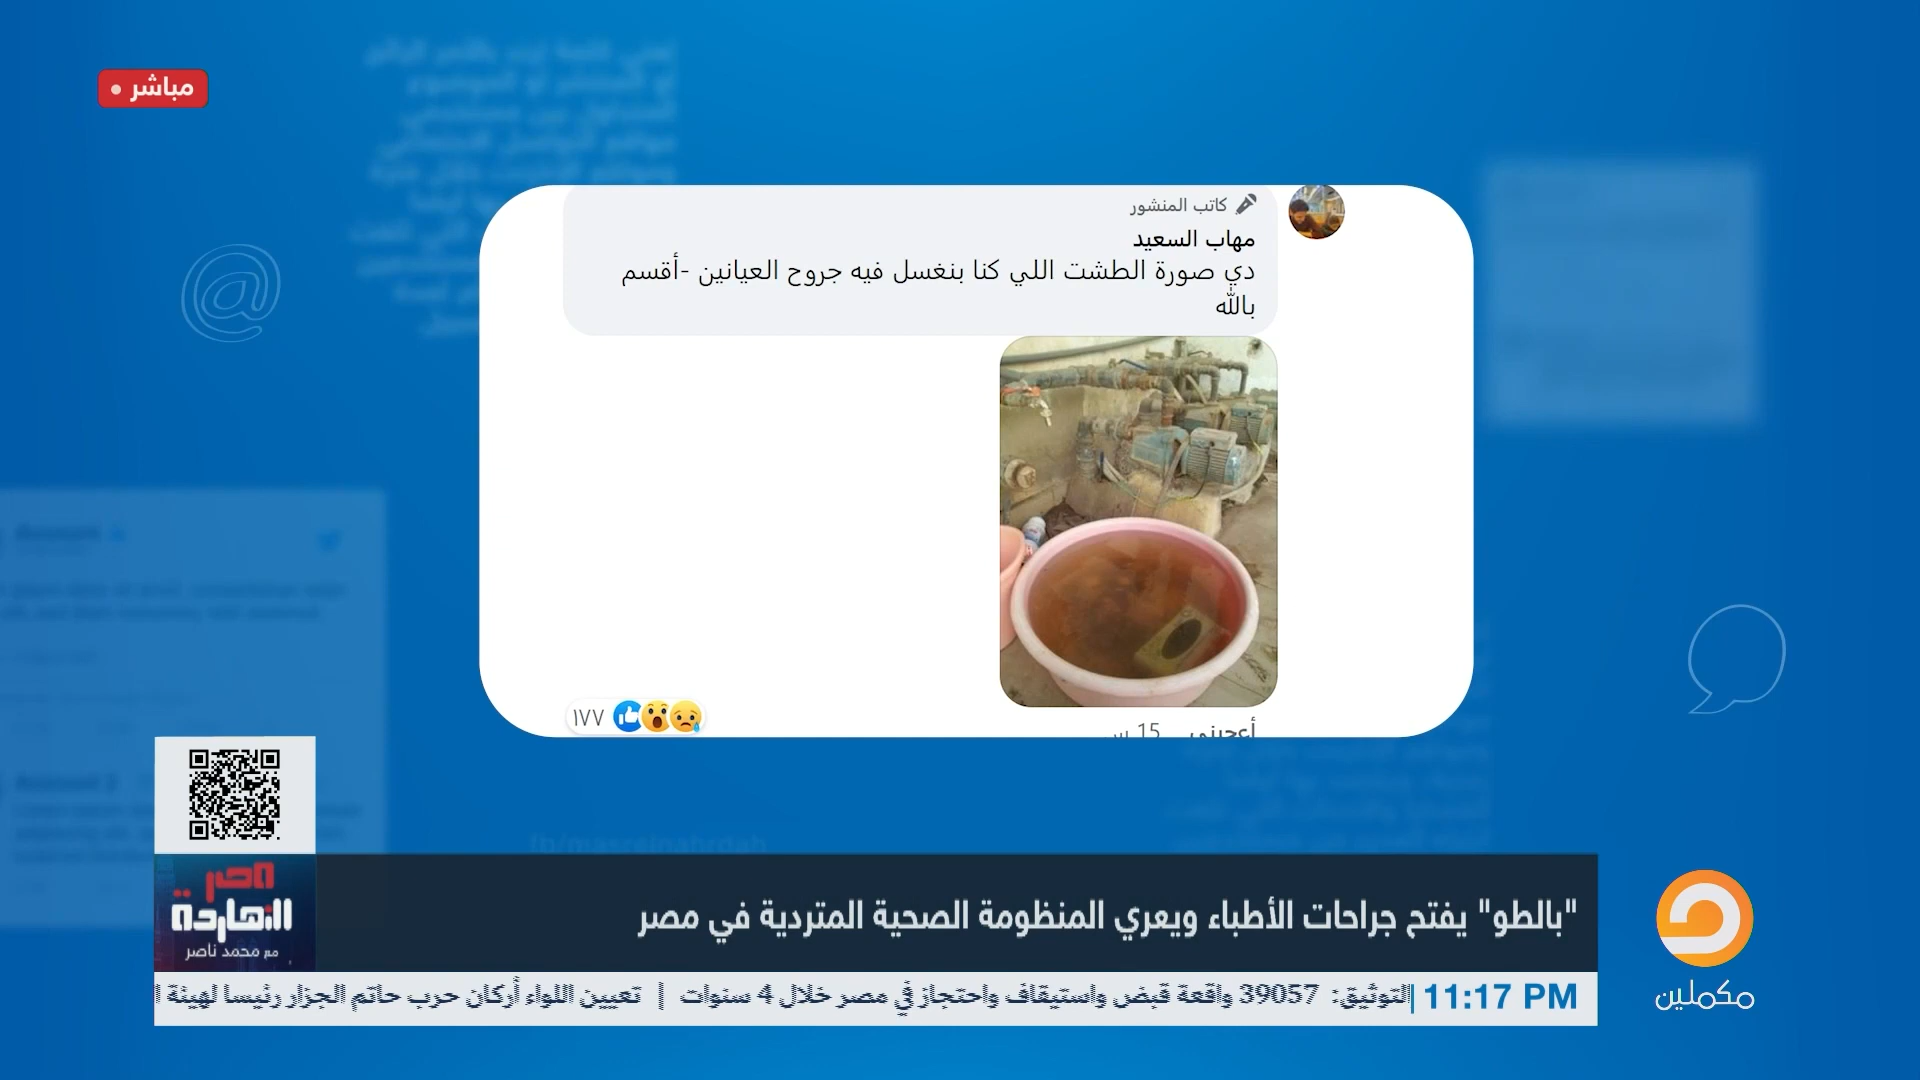 مباشر
كاتب المنشور
مهاب السعيد
دي صورة الطشت اللي كنا بنغسل فيه جروح العيانين -أقسم
بالله
١٧٧
أعجبني 15 س
مصر
النهاردة
مع محمد ناصر
"بالطو" يفتح جراحات الأطباء ويعري المنظومة الصحية المتردية في مصر
11:17 PM
التوثيق: 39057 واقعة قبض واستيقاف واحتجاز في مصر خلال 4 سنوات | تعيين اللواء أركان حرب حاتم الجزار رئيسا لهيئة ا
مكملين